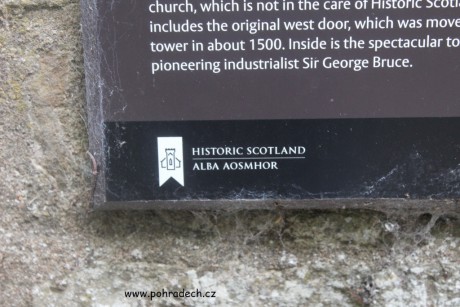 church, which is not in the care of Historic Scotla
includes the original west door, which was move
tower in about 1500. Inside is the spectacular to
pioneering industrialist Sir George Bruce.
HISTORIC SCOTLAND
ALBA AOSMHOR
www.pohradech.cz